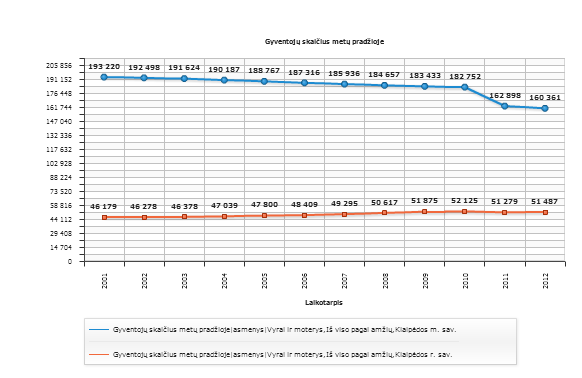 Gyventojų skaičius metų pradžioje
205 856
191 152
176 448
161 744
147 040
132 336
117 632
102 928
88 224
73 520
58 816
44 112
29 408
14 704
0
193 220 192 498 191 624 190 187 188 767 187 316 185 936 184 657 183 433 182 752 162 898 160 361
46 179 46 278 46 378 47 039 47 800 48 409 49 295 50 617 51 875 52 125 51 279 51 487
2001 2002 2003 2004 2005 2006 2007 2008 2009 2010 2011 2012
Laikotarpis
Gyventojų skaičius metų pradžioje|asmenys|Vyrai ir moterys,Iš viso pagal amžių,Klaipėdos m. sav.
Gyventojų skaičius metų pradžioje|asmenys|Vyrai ir moterys,Iš viso pagal amžių,Klaipėdos r. sav.